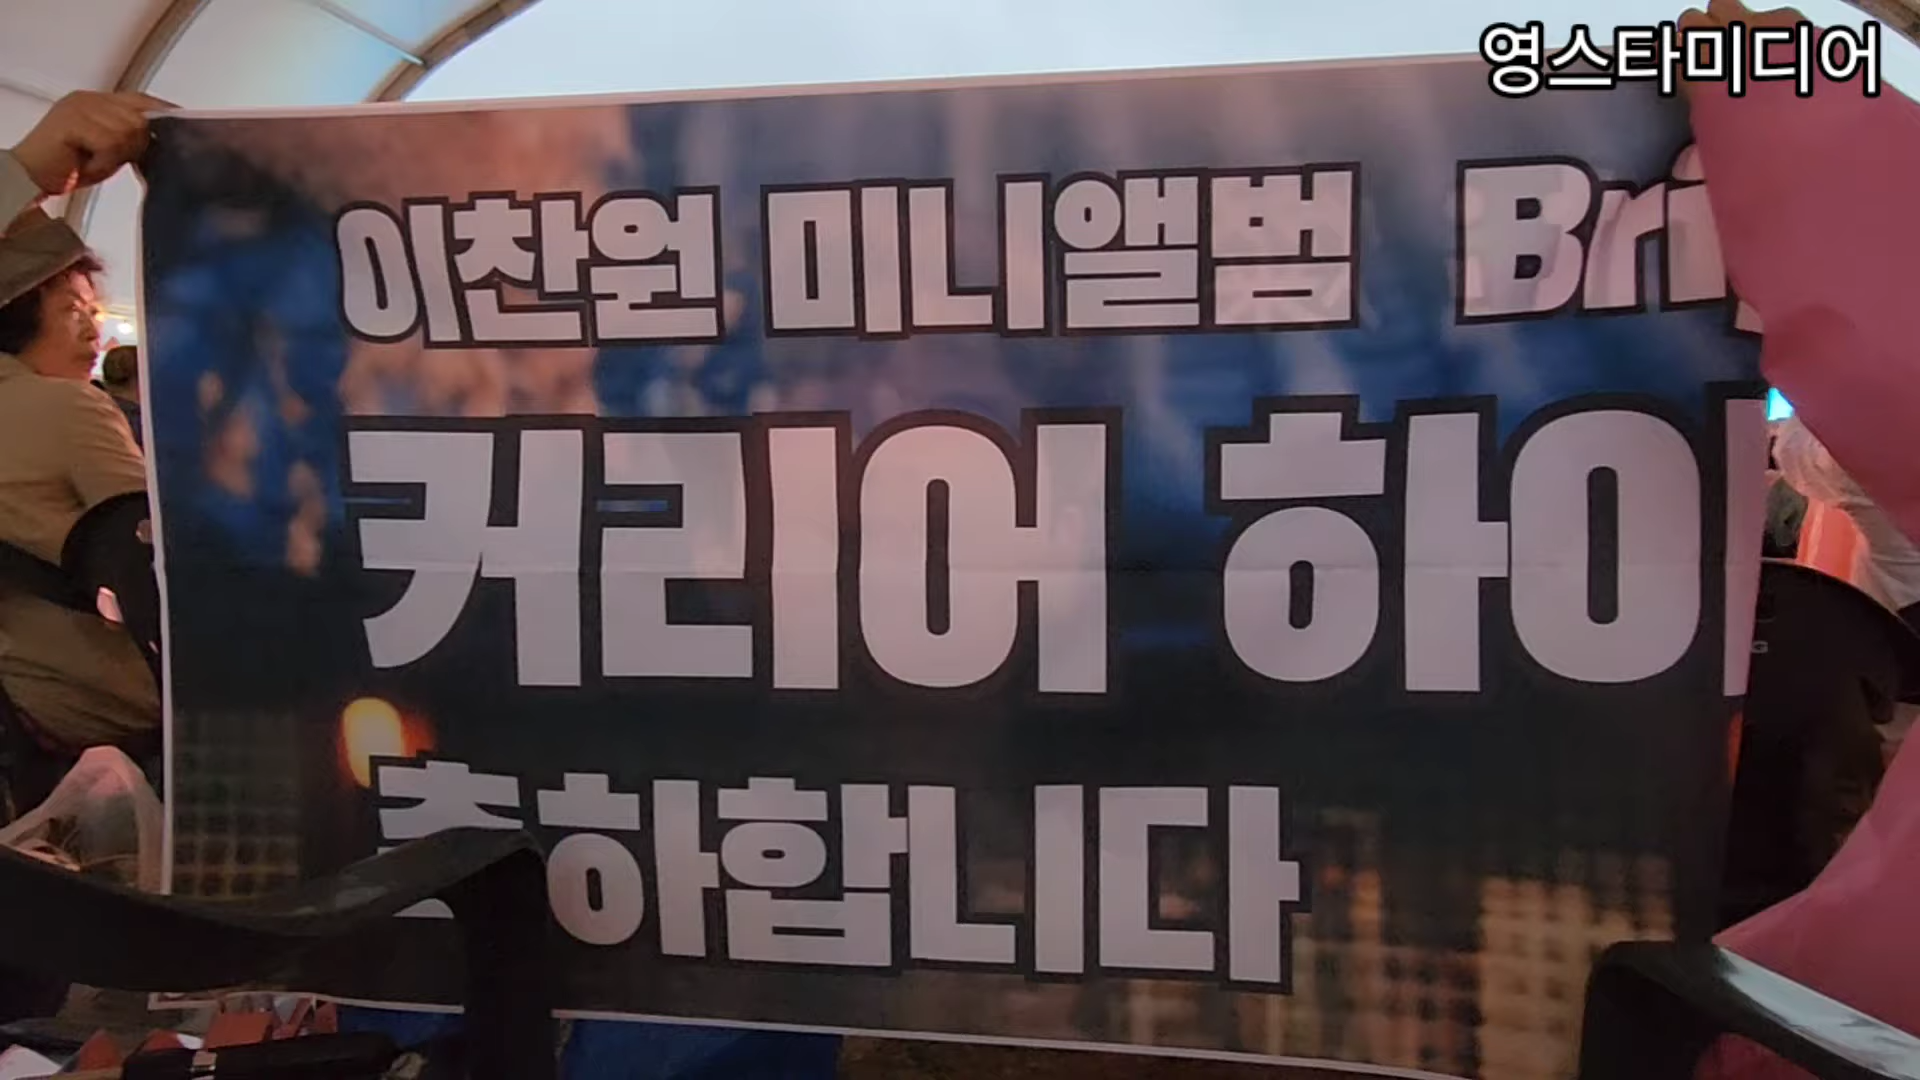 영스타미디어
이찬원 미니앨범 Bri
커리어 하이
축하합니다